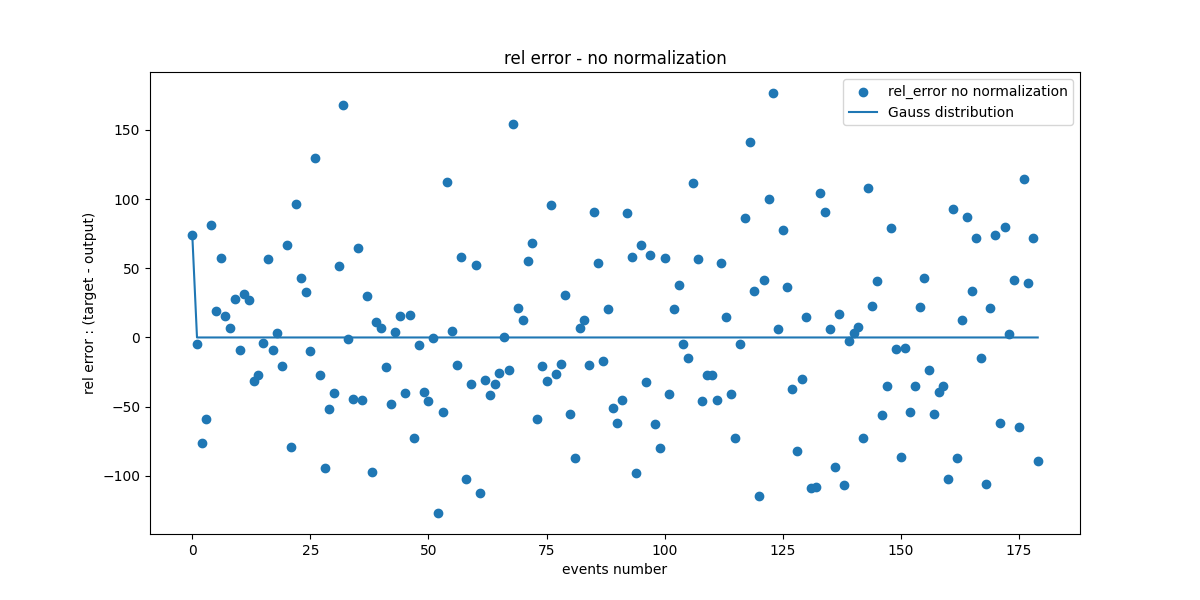 rel error - no normalization
rel_error no normalization
Gauss distribution
rel error : (target - output)
150
100
50
0
−50
−100
0 25 50 75 100 125 150 175
events number